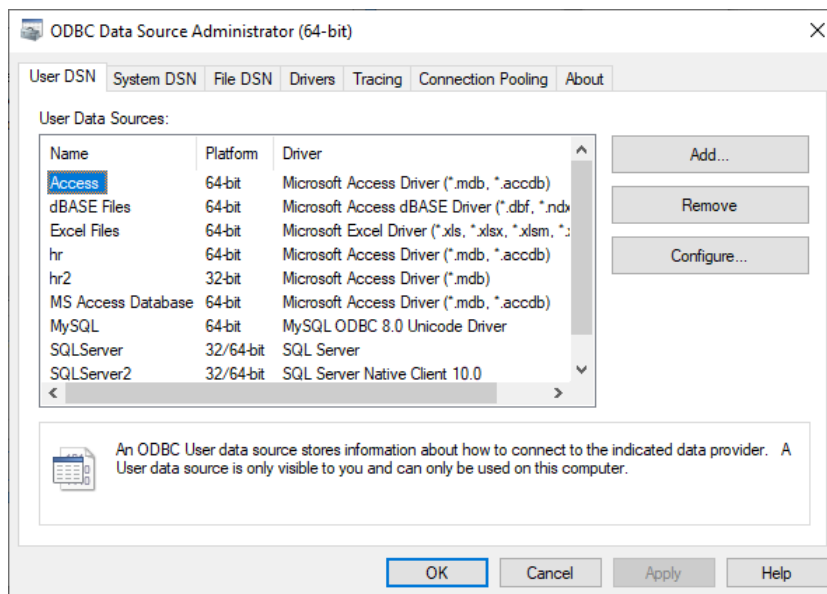 ODBC Data Source Administrator (64-bit)
User DSN System DSN File DSN Drivers Tracing Connection Pooling About
User Data Sources:
Name Platform Driver
Access 64-bit Microsoft Access Driver (*.mdb, *.accdb)
dBASE Files 64-bit Microsoft Access dBASE Driver (*.dbf, *.ndx
Excel Files 64-bit Microsoft Excel Driver (*.xls, *.xlsx, *.xlsm, *.
hr 64-bit Microsoft Access Driver (*.mdb, *.accdb)
hr2 32-bit Microsoft Access Driver (*.mdb)
MS Access Database 64-bit Microsoft Access Driver (*.mdb, *.accdb)
MySQL 64-bit MySQL ODBC 8.0 Unicode Driver
SQLServer 32/64-bit SQL Server
SQLServer2 32/64-bit SQL Server Native Client 10.0
Add...
Remove
Configure...
An ODBC User data source stores information about how to connect to the indicated data provider. A
User data source is only visible to you and can only be used on this computer.
OK Cancel Apply Help